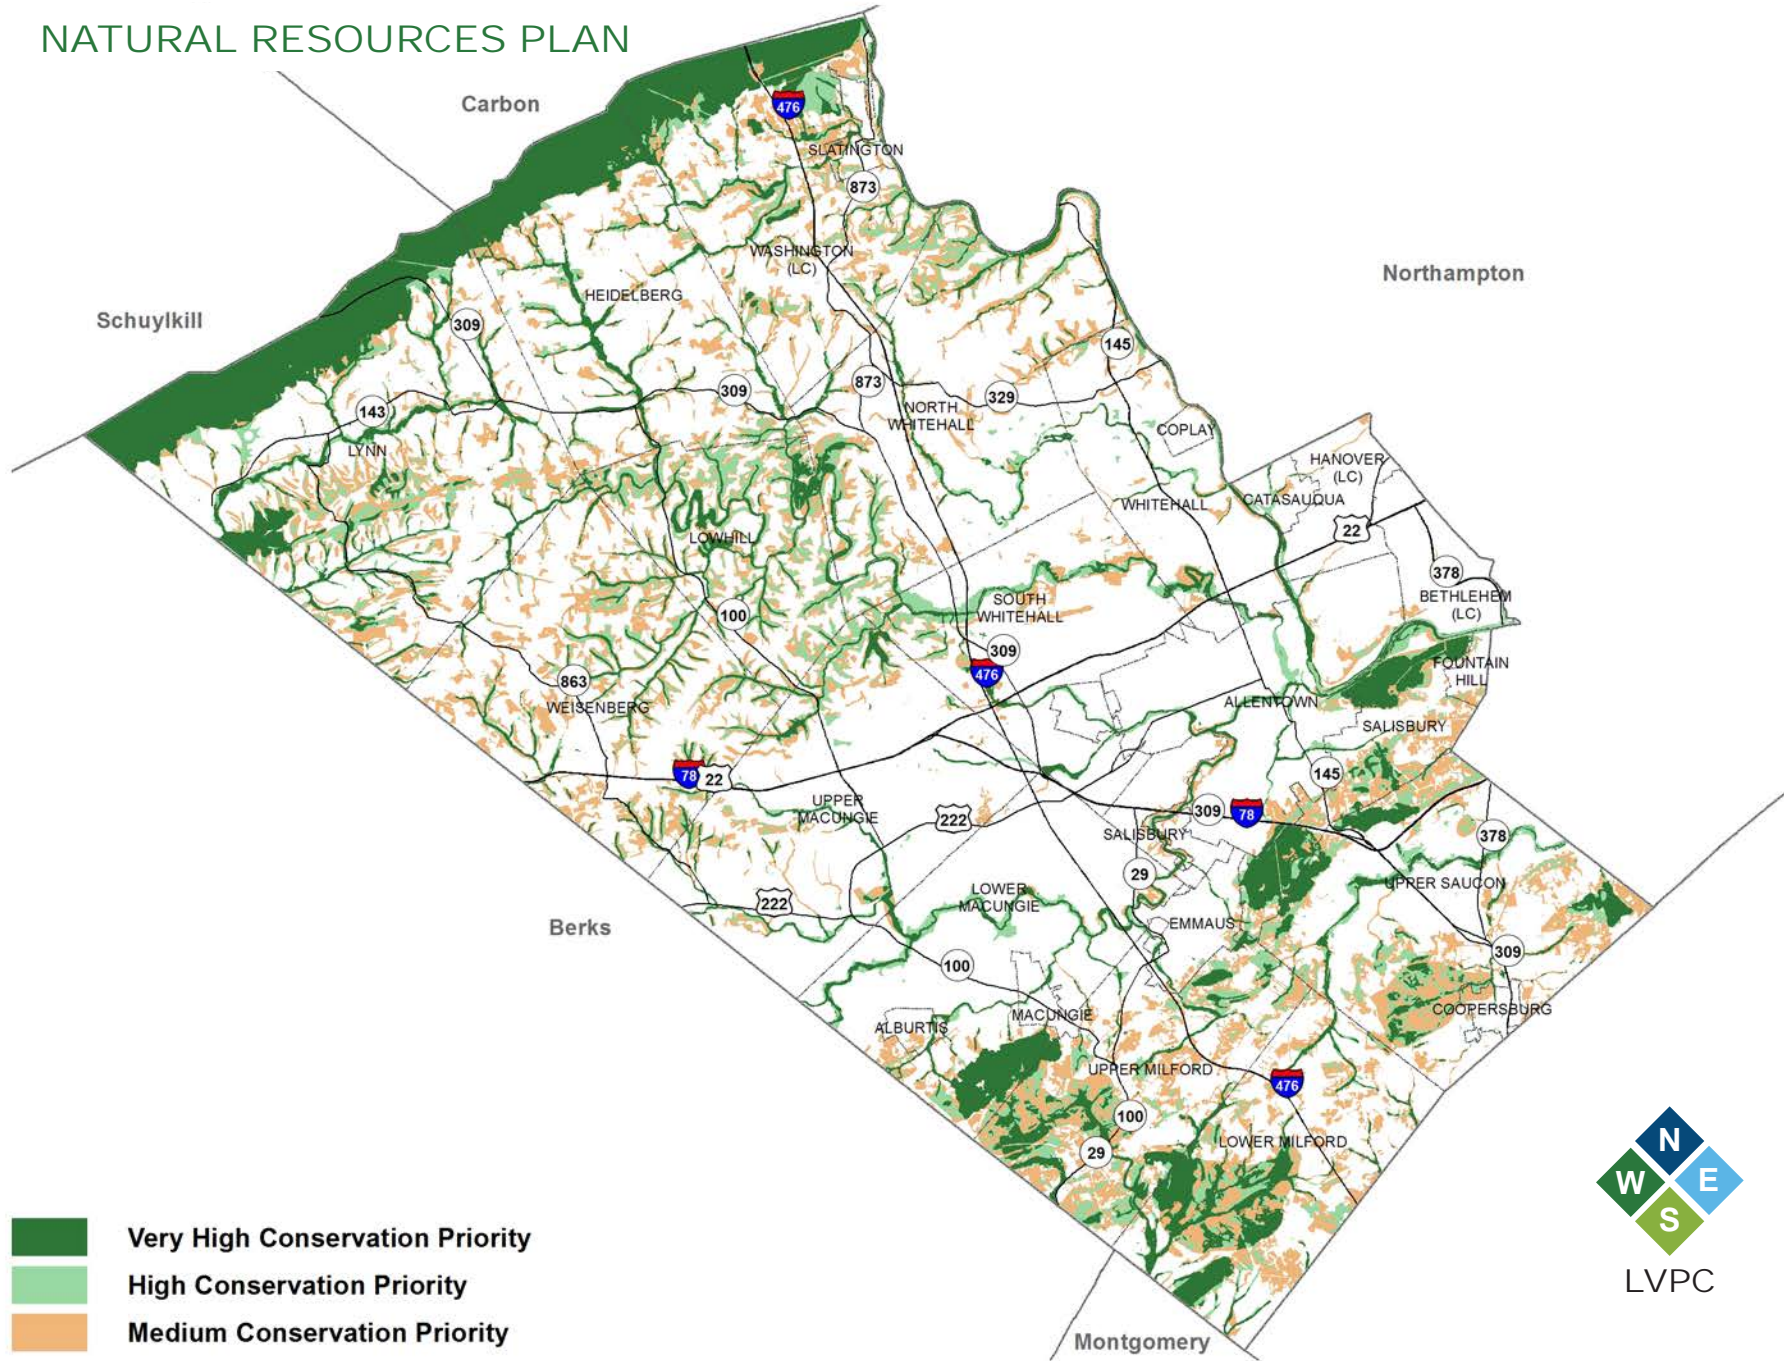 NATURAL RESOURCES PLAN
Carbon
476
SLATINGTON
873
WASHINGTON
(LC)
Northampton
HEIDELBERG
Schuylkill
309
145
309
873
329
143
NORTH
WHITEHALL
COPLAY
LYNN
HANOVER
(LC)
CATASAUQUA
WHITEHALL
22
LOWHILL
378
BETHLEHEM
(LC)
SOUTH
WHITEHALL
100
309
476
FOUNTAIN
HILL
863
WEISENBERG
ALLENTOWN
SALISBURY
78
22
145
UPPER
MACUNGIE
222
309
78
SALISBURY
378
29
UPPER SAUCON
222
LOWER
MACUNGIE
Berks
EMMAUS
309
100
COOPERSBURG
MACUNGIE
ALBURTIS
UPPER MILFORD
476
100
29
LOWER MILFORD
N
W
E
S
LVPC
Very High Conservation Priority
High Conservation Priority
Medium Conservation Priority
Montgomery